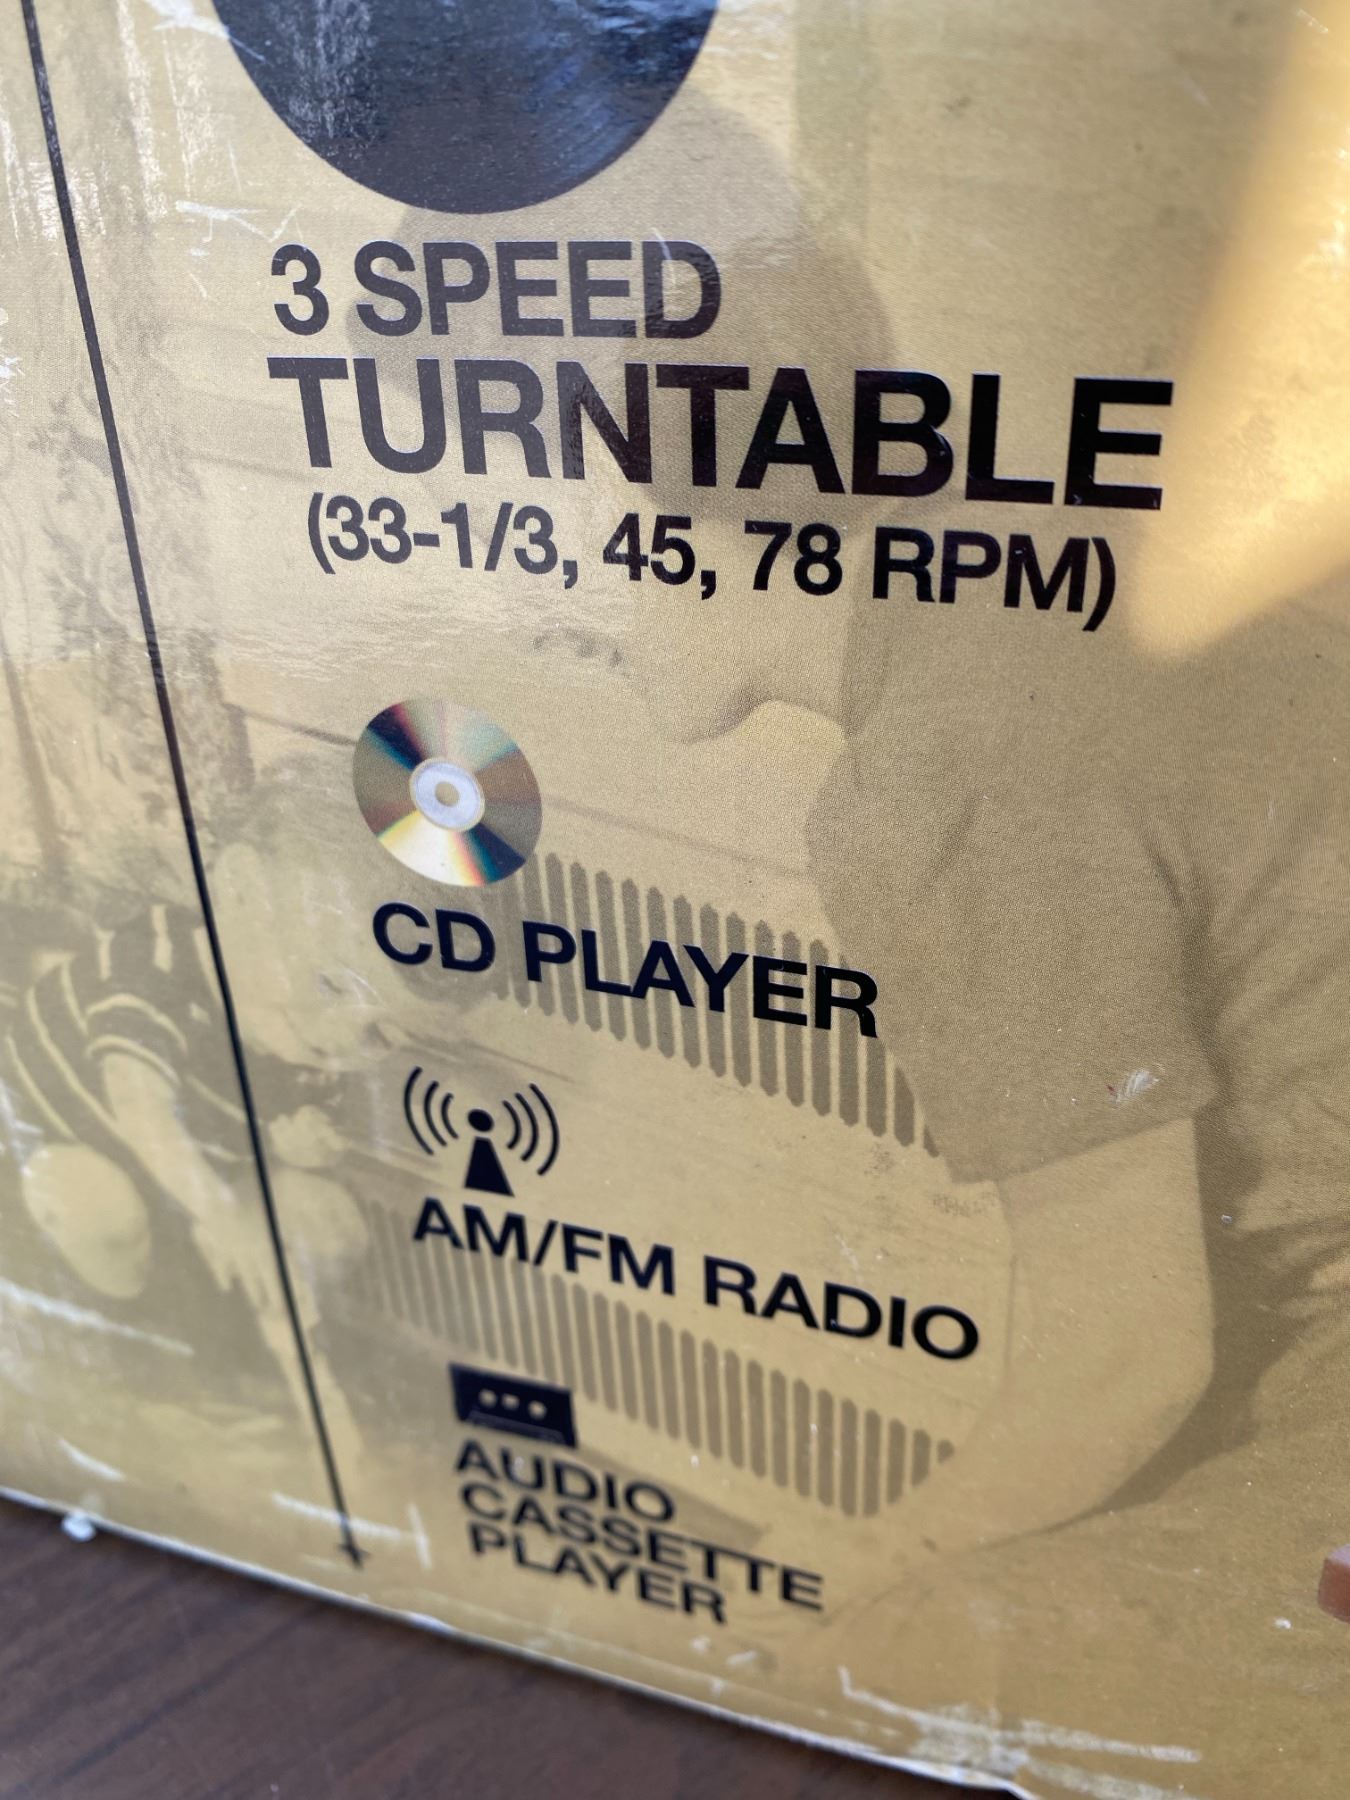 3 SPEED
TURNTABLE
(33-1/3, 45, 78 RPM)
CD PLAYER
AM/FM RADIO
AUDIO
CASSETTE
PLAYER